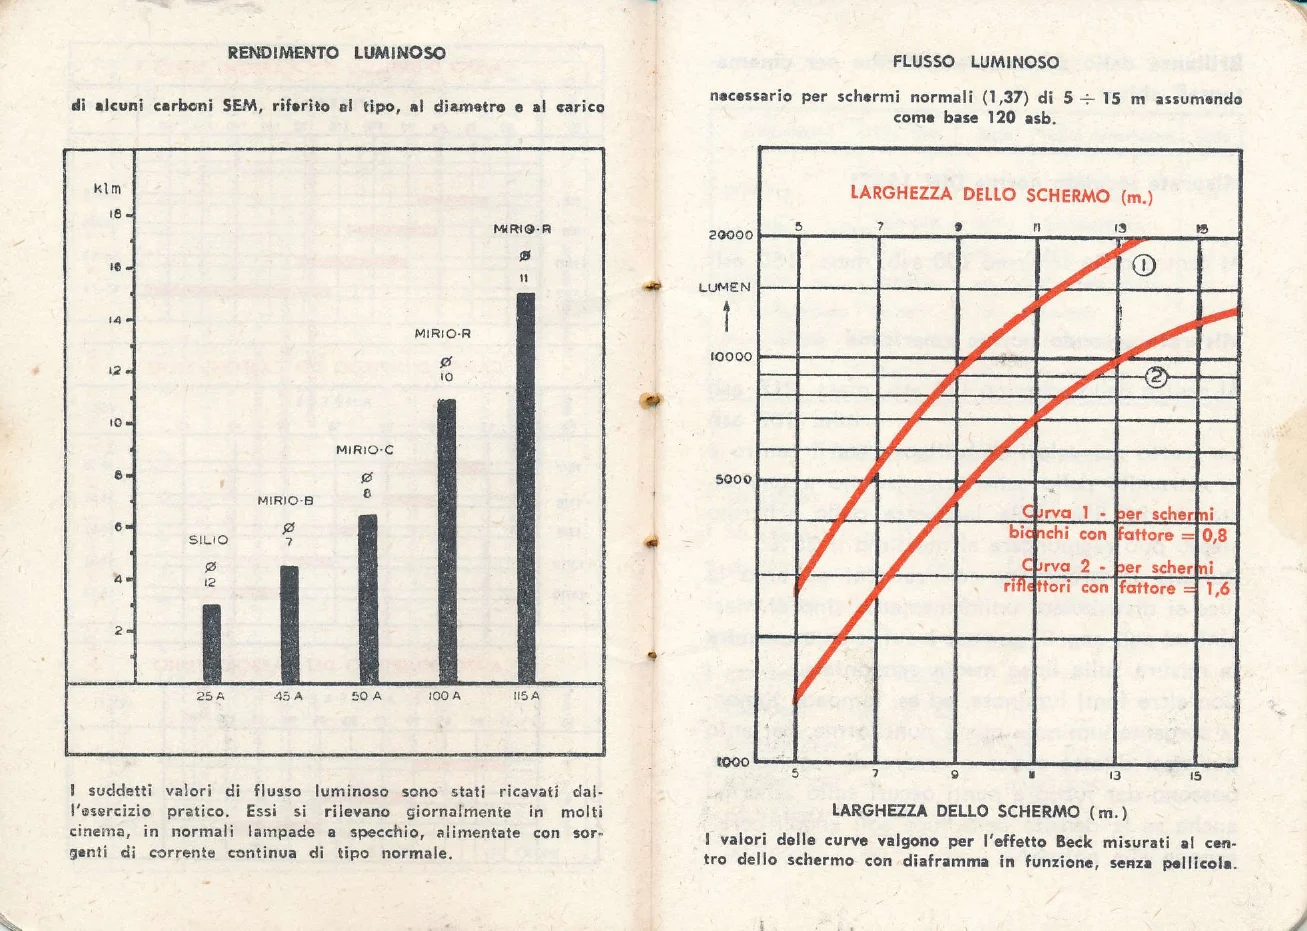 RENDIMENTO LUMINOSO
di alcuni carboni SEM, riferito al tipo, al diametro e al carico
Klm
18
16
14
12
10
8
6
4
2
SILIO
Ø
12
MIRIO-B
Ø
7
MIRIO-C
Ø
8
MIRIO-R
Ø
10
MIRIO-R
Ø
11
25 A
45 A
50 A
100 A
115 A
I suddetti valori di flusso luminoso sono stati ricavati dal-
l'esercizio pratico. Essi si rilevano giornalmente in molti
cinema, in normali lampade a specchio, alimentate con sor-
genti di corrente continua di tipo normale.
FLUSSO LUMINOSO
necessario per schermi normali (1,37) di 5 ÷ 15 m assumendo
come base 120 asb.
LARGHEZZA DELLO SCHERMO (m.)
5 7 9 11 13 15
20000
LUMEN
10000
5000
1000
1
2
Curva 1 - per schermi
bianchi con fattore = 0,8
Curva 2 - per schermi
riflettori con fattore = 1,6
5 7 9 11 13 15
LARGHEZZA DELLO SCHERMO (m.)
I valori delle curve valgono per l'effetto Beck misurati al cen-
tro dello schermo con diaframma in funzione, senza pellicola.